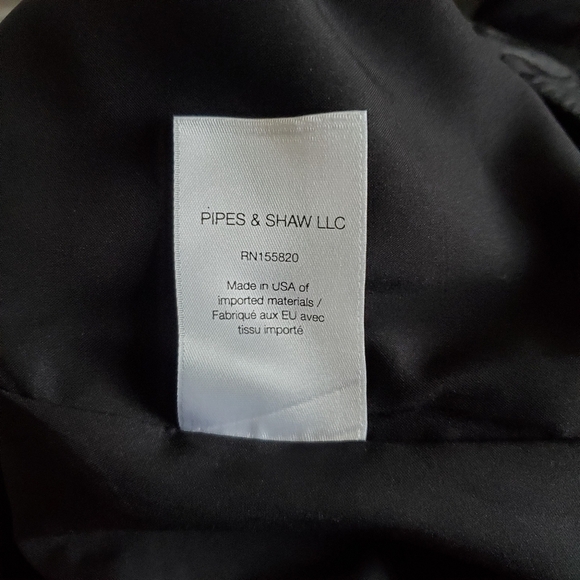 PIPES & SHAW LLC
RN155820
Made in USA of
imported materials /
Fabriqué aux EU avec
tissu importé